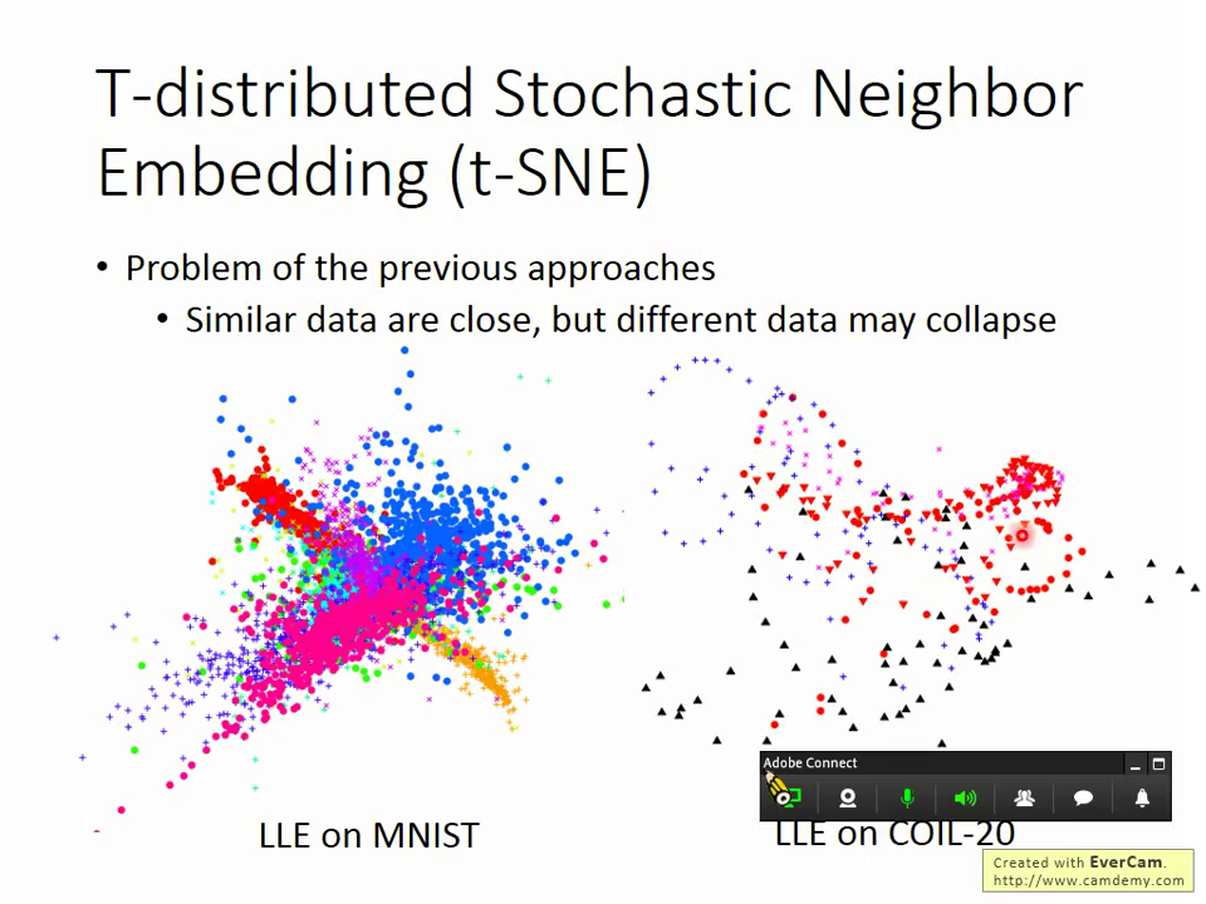 T-distributed Stochastic Neighbor
Embedding (t-SNE)
• Problem of the previous approaches
• Similar data are close, but different data may collapse
Adobe Connect
LLE on MNIST
LLE on COIL-20
Created with EverCam.
http://www.camdemy.com